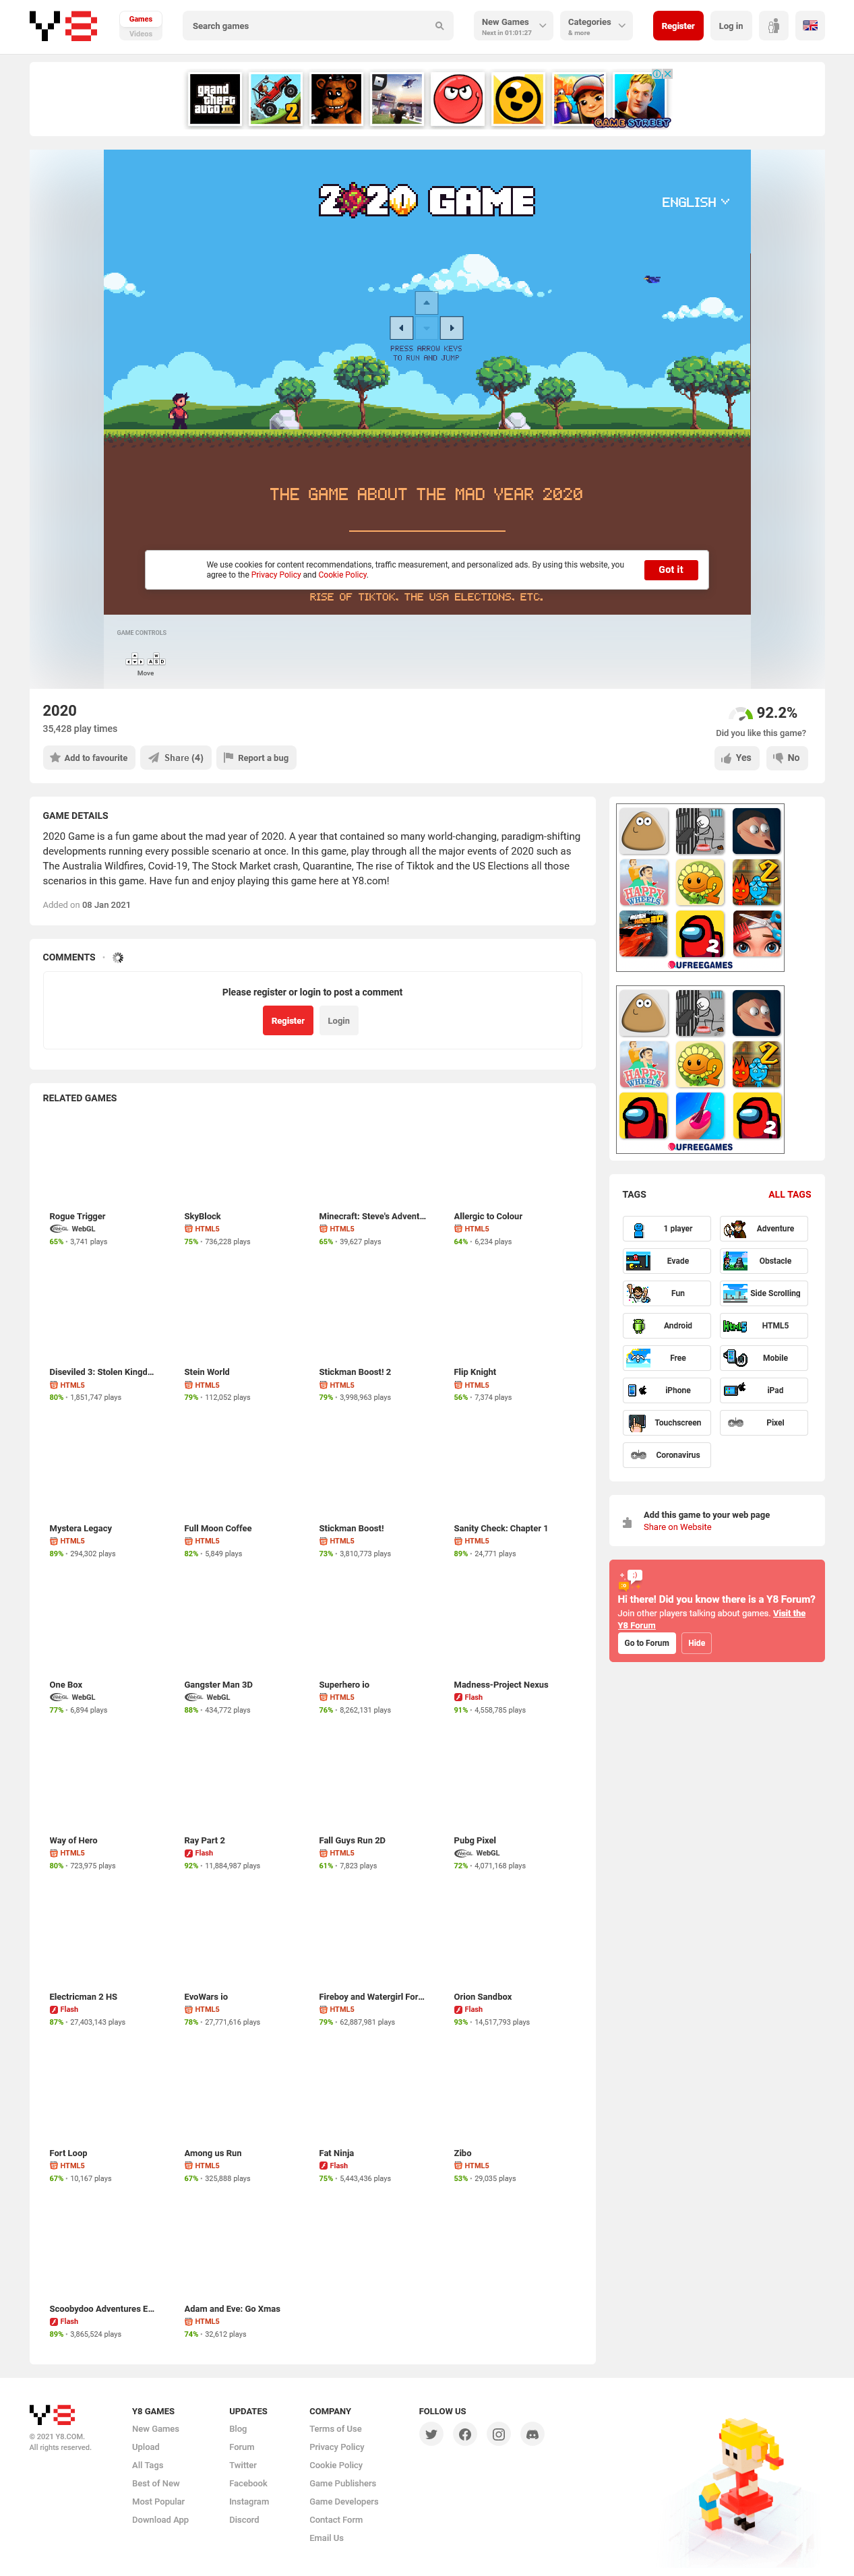 Y8
Games
Videos
Search games
New Games
Next in 01:01:27
Categories
& more
Register
Log in
grand theft auto III
2
GAME STREET
2020 GAME
ENGLISH
PRESS ARROW KEYS
TO RUN AND JUMP
THE GAME ABOUT THE MAD YEAR 2020
We use cookies for content recommendations, traffic measurement, and personalized ads. By using this website, you
agree to the Privacy Policy and Cookie Policy.
Got it
RISE OF TIKTOK, THE USA ELECTIONS, ETC.
GAME CONTROLS
W
A S D
Move
2020
35,428 play times
92.2%
Did you like this game?
Add to favourite
Share (4)
Report a bug
Yes
No
GAME DETAILS
2020 Game is a fun game about the mad year of 2020. A year that contained so many world-changing, paradigm-shifting
developments running every possible scenario at once. In this game, play through all the major events of 2020 such as
The Australia Wildfires, Covid-19, The Stock Market crash, Quarantine, The rise of Tiktok and the US Elections all those
scenarios in this game. Have fun and enjoy playing this game here at Y8.com!
Added on 08 Jan 2021
COMMENTS
Please register or login to post a comment
Register
Login
HAPPY WHEELS
2
2
UFREEGAMES
HAPPY WHEELS
2
2
UFREEGAMES
RELATED GAMES
Rogue Trigger
WebGL
65% • 3,741 plays
SkyBlock
HTML5
75% • 736,228 plays
Minecraft: Steve's Advent...
HTML5
65% • 39,627 plays
Allergic to Colour
HTML5
64% • 6,234 plays
Diseviled 3: Stolen Kingd...
HTML5
80% • 1,851,747 plays
Stein World
HTML5
79% • 112,052 plays
Stickman Boost! 2
HTML5
79% • 3,998,963 plays
Flip Knight
HTML5
56% • 7,374 plays
Mystera Legacy
HTML5
89% • 294,302 plays
Full Moon Coffee
HTML5
82% • 5,849 plays
Stickman Boost!
HTML5
73% • 3,810,773 plays
Sanity Check: Chapter 1
HTML5
89% • 24,771 plays
One Box
WebGL
77% • 6,894 plays
Gangster Man 3D
WebGL
88% • 434,772 plays
Superhero io
HTML5
76% • 8,262,131 plays
Madness-Project Nexus
Flash
91% • 4,558,785 plays
Way of Hero
HTML5
80% • 723,975 plays
Ray Part 2
Flash
92% • 11,884,987 plays
Fall Guys Run 2D
HTML5
61% • 7,823 plays
Pubg Pixel
WebGL
72% • 4,071,168 plays
Electricman 2 HS
Flash
87% • 27,403,143 plays
EvoWars io
HTML5
78% • 27,771,616 plays
Fireboy and Watergirl For...
HTML5
79% • 62,887,981 plays
Orion Sandbox
Flash
93% • 14,517,793 plays
Fort Loop
HTML5
67% • 10,167 plays
Among us Run
HTML5
67% • 325,888 plays
Fat Ninja
Flash
75% • 5,443,436 plays
Zibo
HTML5
53% • 29,035 plays
Scoobydoo Adventures E...
Flash
89% • 3,865,524 plays
Adam and Eve: Go Xmas
HTML5
74% • 32,612 plays
TAGS
ALL TAGS
1 player
Adventure
Evade
Obstacle
Fun
Side Scrolling
Android
HTML5
Free
Mobile
iPhone
iPad
Touchscreen
Pixel
Coronavirus
Add this game to your web page
Share on Website
Hi there! Did you know there is a Y8 Forum?
Join other players talking about games. Visit the
Y8 Forum
Go to Forum
Hide
Y8
© 2021 Y8.COM.
All rights reserved.
Y8 GAMES
New Games
Upload
All Tags
Best of New
Most Popular
Download App
UPDATES
Blog
Forum
Twitter
Facebook
Instagram
Discord
COMPANY
Terms of Use
Privacy Policy
Cookie Policy
Game Publishers
Game Developers
Contact Form
Email Us
FOLLOW US